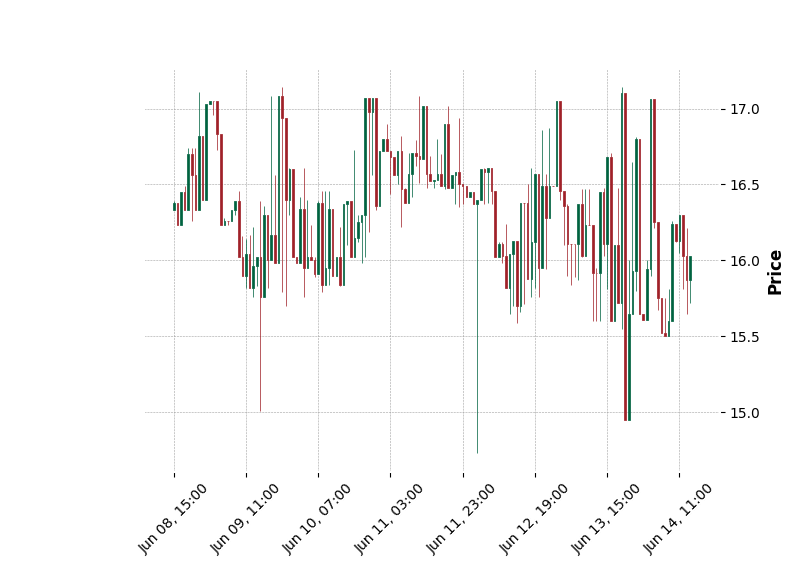 17.0
16.5
16.0
15.5
15.0
Price
Jun 08, 15:00
Jun 09, 11:00
Jun 10, 07:00
Jun 11, 03:00
Jun 11, 23:00
Jun 12, 19:00
Jun 13, 15:00
Jun 14, 11:00